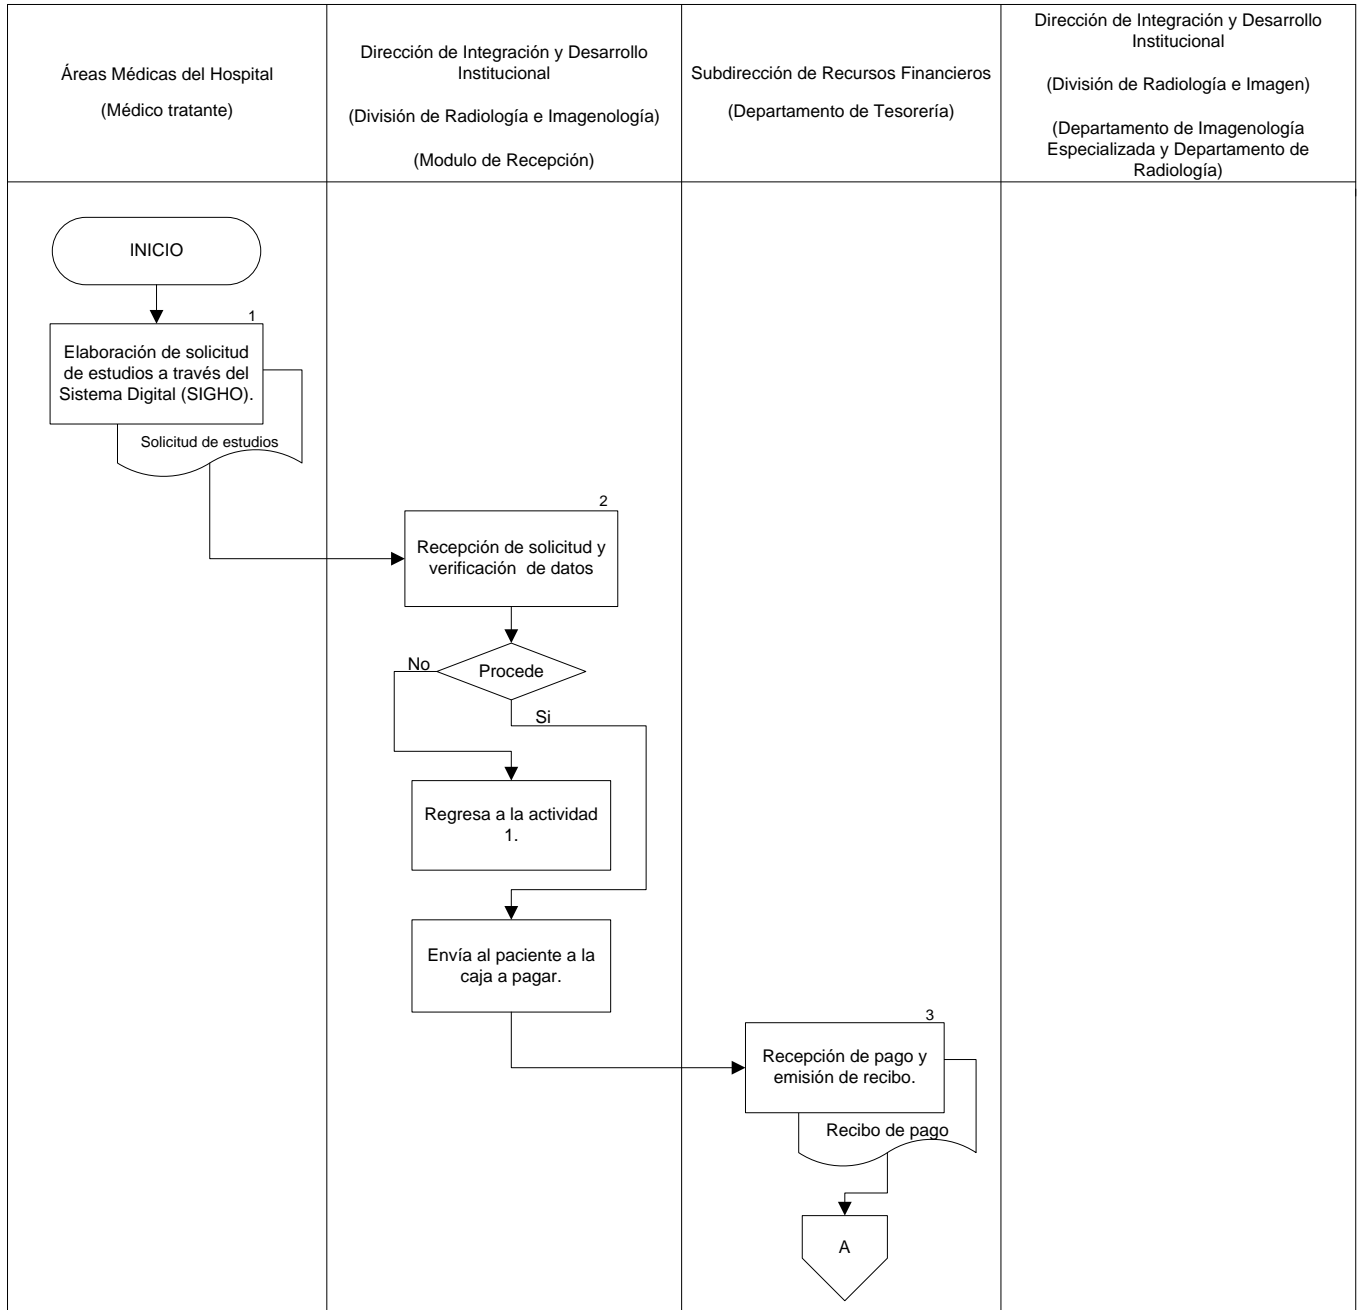 Áreas Médicas del Hospital
(Médico tratante)
Dirección de Integración y Desarrollo
Institucional
(División de Radiología e Imagenología)
(Modulo de Recepción)
Subdirección de Recursos Financieros
(Departamento de Tesorería)
Dirección de Integración y Desarrollo
Institucional
(División de Radiología e Imagen)
(Departamento de Imagenología
Especializada y Departamento de
Radiología)
INICIO
1
Elaboración de solicitud
de estudios a través del
Sistema Digital (SIGHO).
Solicitud de estudios
2
Recepción de solicitud y
verificación de datos
Procede
No
Si
Regresa a la actividad
1.
Envía al paciente a la
caja a pagar.
3
Recepción de pago y
emisión de recibo.
Recibo de pago
A